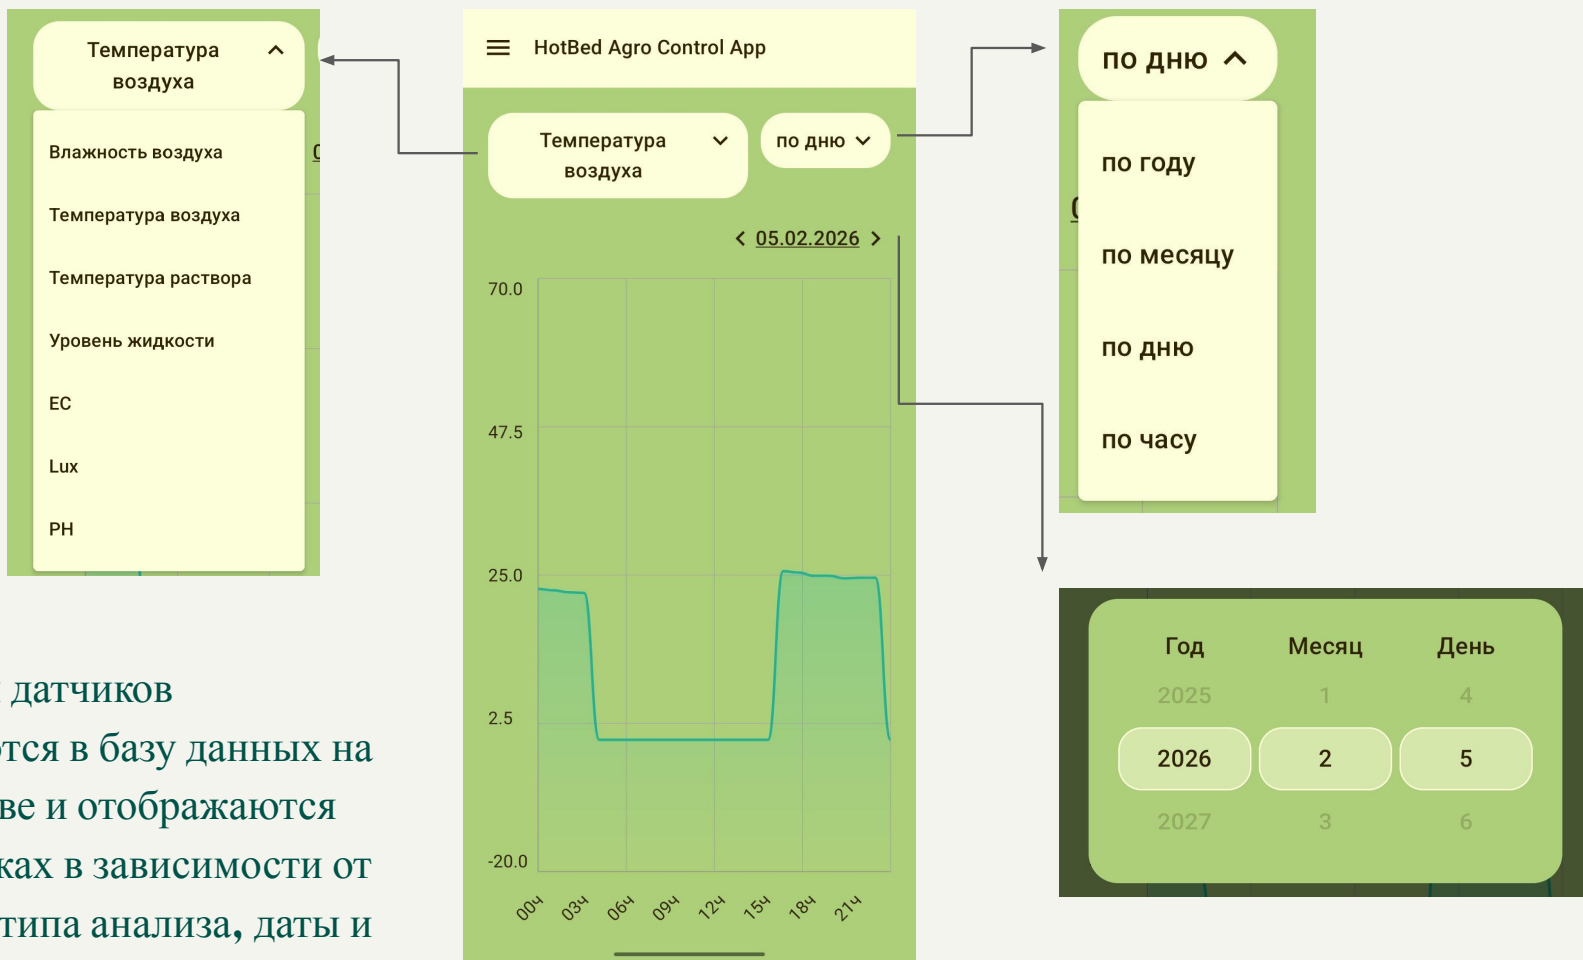 Температура
воздуха
Влажность воздуха
Температура воздуха
Температура раствора
Уровень жидкости
EC
Lux
PH
HotBed Agro Control App
Температура
воздуха
по дню
05.02.2026
70.0
47.5
25.0
2.5
-20.0
00ч 03ч 06ч 09ч 12ч 15ч 18ч 21ч
по дню
по году
по месяцу
по дню
по часу
Год Месяц День
2025 1 4
2026 2 5
2027 3 6
датчиков
в базу данных на
и отображаются
в зависимости от
типа анализа, даты и